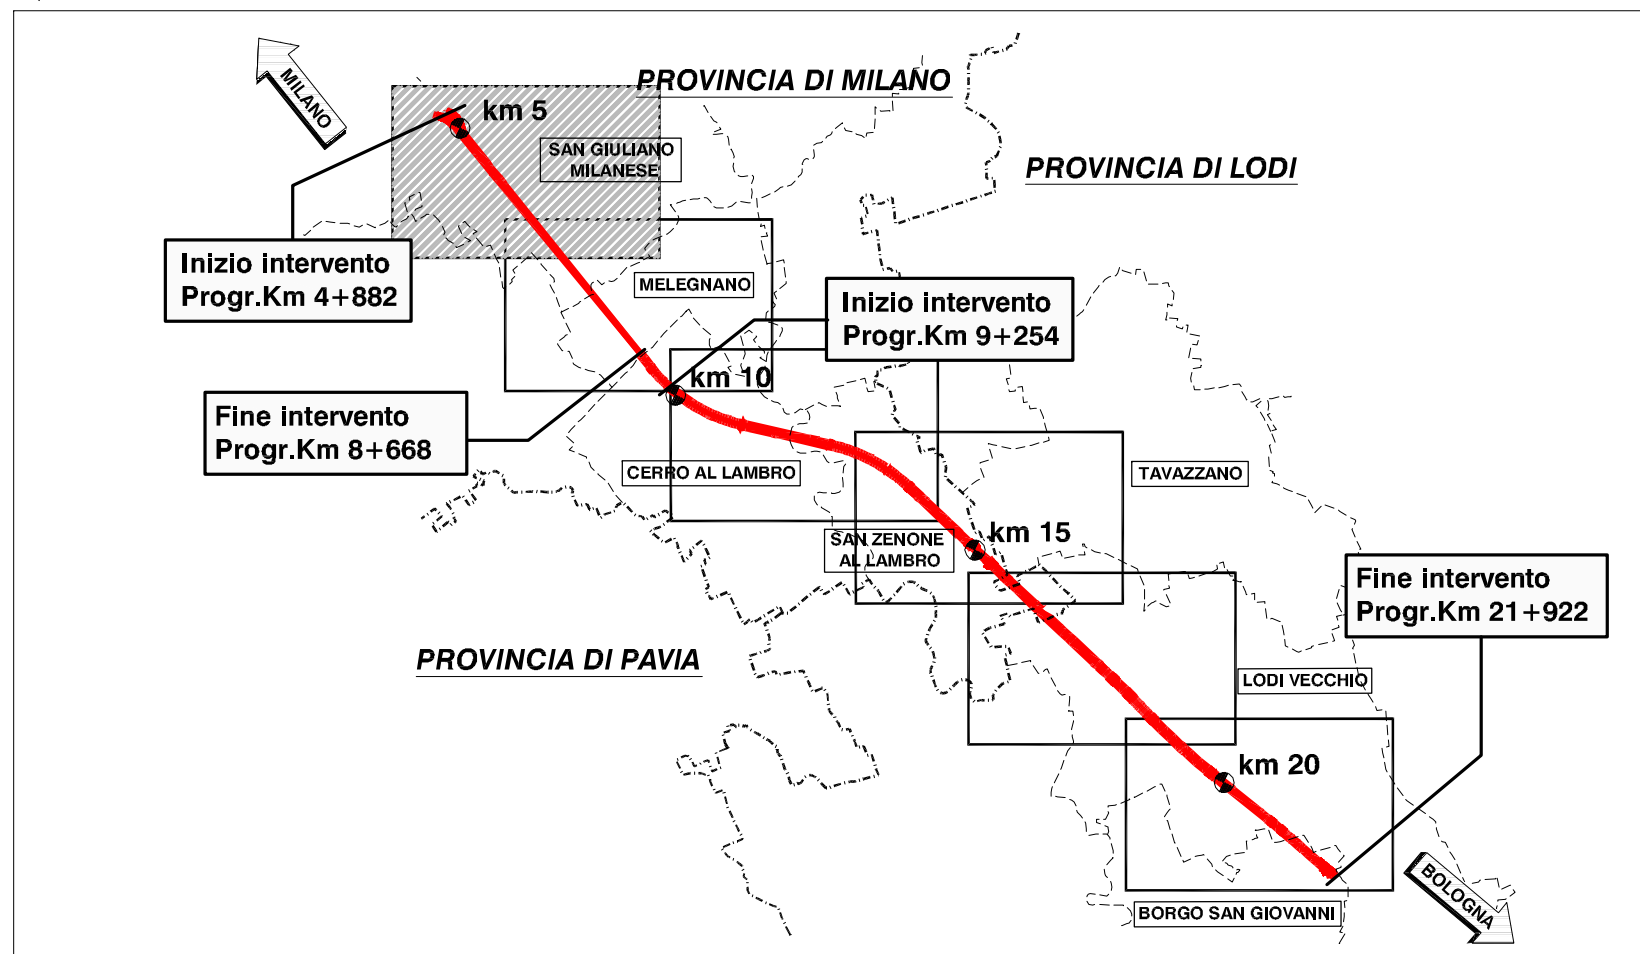 MILANO
PROVINCIA DI MILANO
km 5
SAN GIULIANO
MILANESE
PROVINCIA DI LODI
Inizio intervento
Progr.Km 4+882
MELEGNANO
Inizio intervento
Progr.Km 9+254
km 10
Fine intervento
Progr.Km 8+668
CERRO AL LAMBRO
TAVAZZANO
SAN ZENONE
AL LAMBRO
km 15
Fine intervento
Progr.Km 21+922
PROVINCIA DI PAVIA
LODI VECCHIO
km 20
BOLOGNA
BORGO SAN GIOVANNI